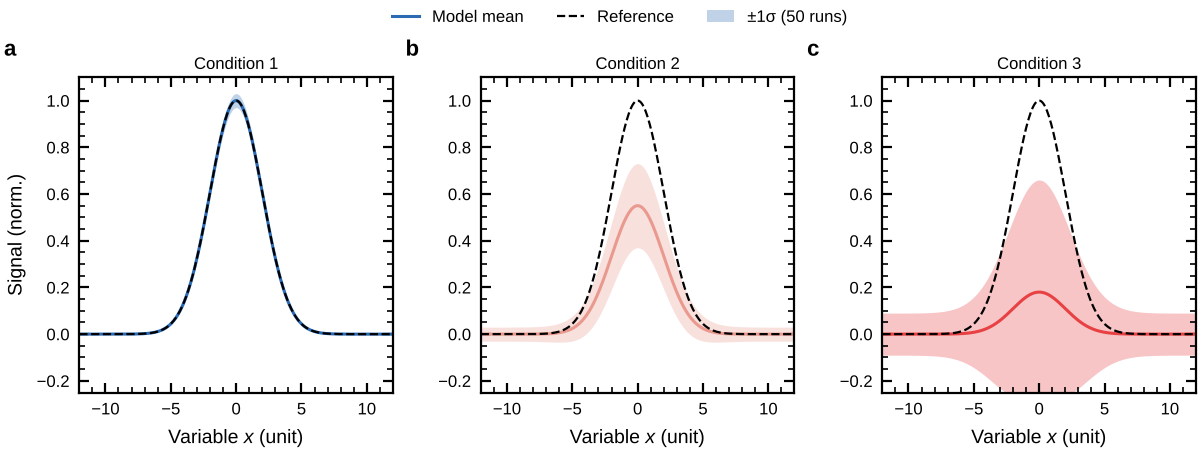 Model mean Reference ±1σ (50 runs)
a b c
Condition 1 Condition 2 Condition 3
1.0 1.0 1.0
0.8 0.8 0.8
0.6 0.6 0.6
0.4 0.4 0.4
0.2 0.2 0.2
0.0 0.0 0.0
−0.2 −0.2 −0.2
Signal (norm.)
−10 −5 0 5 10 −10 −5 0 5 10 −10 −5 0 5 10
Variable x (unit) Variable x (unit) Variable x (unit)